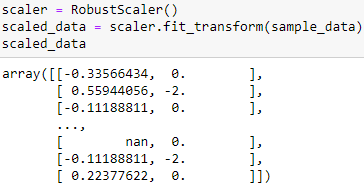 scaler = RobustScaler()
scaled_data = scaler.fit_transform(sample_data)
scaled_data
array([[-0.33566434,  0.        ],
       [ 0.55944056, -2.        ],
       [-0.11188811,  0.        ],
       ...,
       [        nan,  0.        ],
       [-0.11188811, -2.        ],
       [ 0.22377622,  0.        ]])